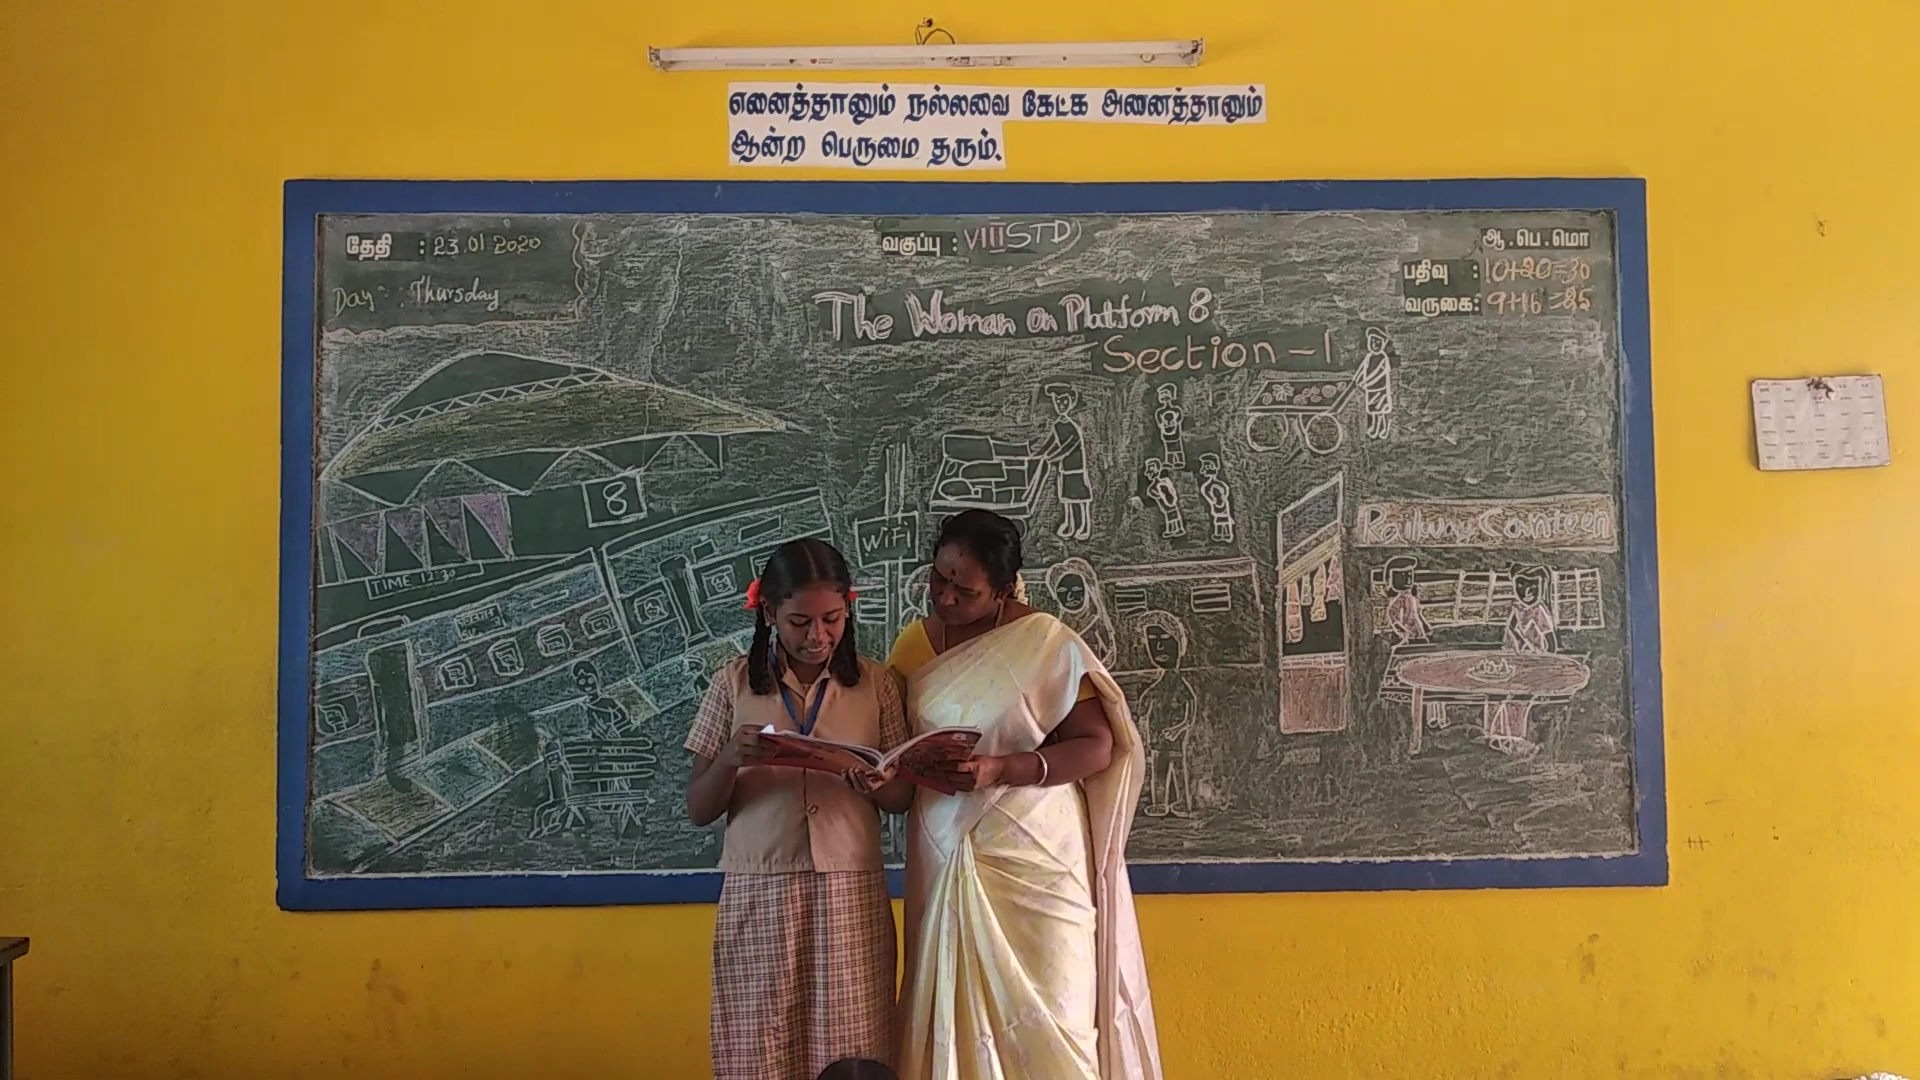 எனைத்தானும் நல்லவை கேட்க அனைத்தானும்
ஆன்ற பெருமை தரும்.
தேதி : 23.01 2020
வகுப்பு : VIII STD
ஆ.பெ.மொ
பதிவு : 10+20=30
வருகை: 9+16=25
Day : Thursday
The Woman on Platform 8
Section - 1
8
WiFi
Railway Canteen
TIME 12.30